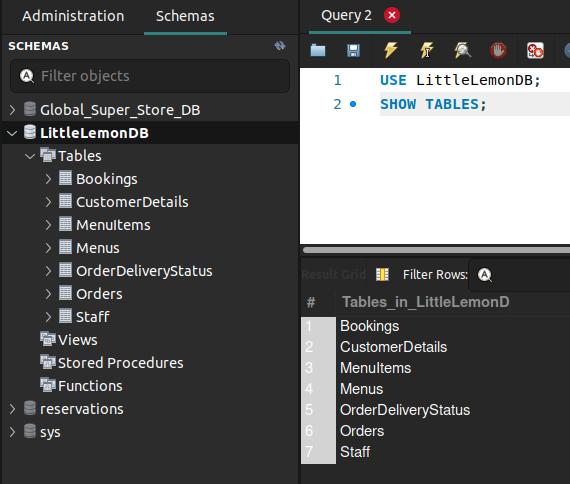 Administration Schemas
SCHEMAS
Filter objects
Global_Super_Store_DB
LittleLemonDB
Tables
Bookings
CustomerDetails
MenuItems
Menus
OrderDeliveryStatus
Orders
Staff
Views
Stored Procedures
Functions
reservations
sys
Query 2
1 USE LittleLemonDB;
2 SHOW TABLES;
Result Grid Filter Rows:
# Tables_in_LittleLemonD
1 Bookings
2 CustomerDetails
3 MenuItems
4 Menus
5 OrderDeliveryStatus
6 Orders
7 Staff